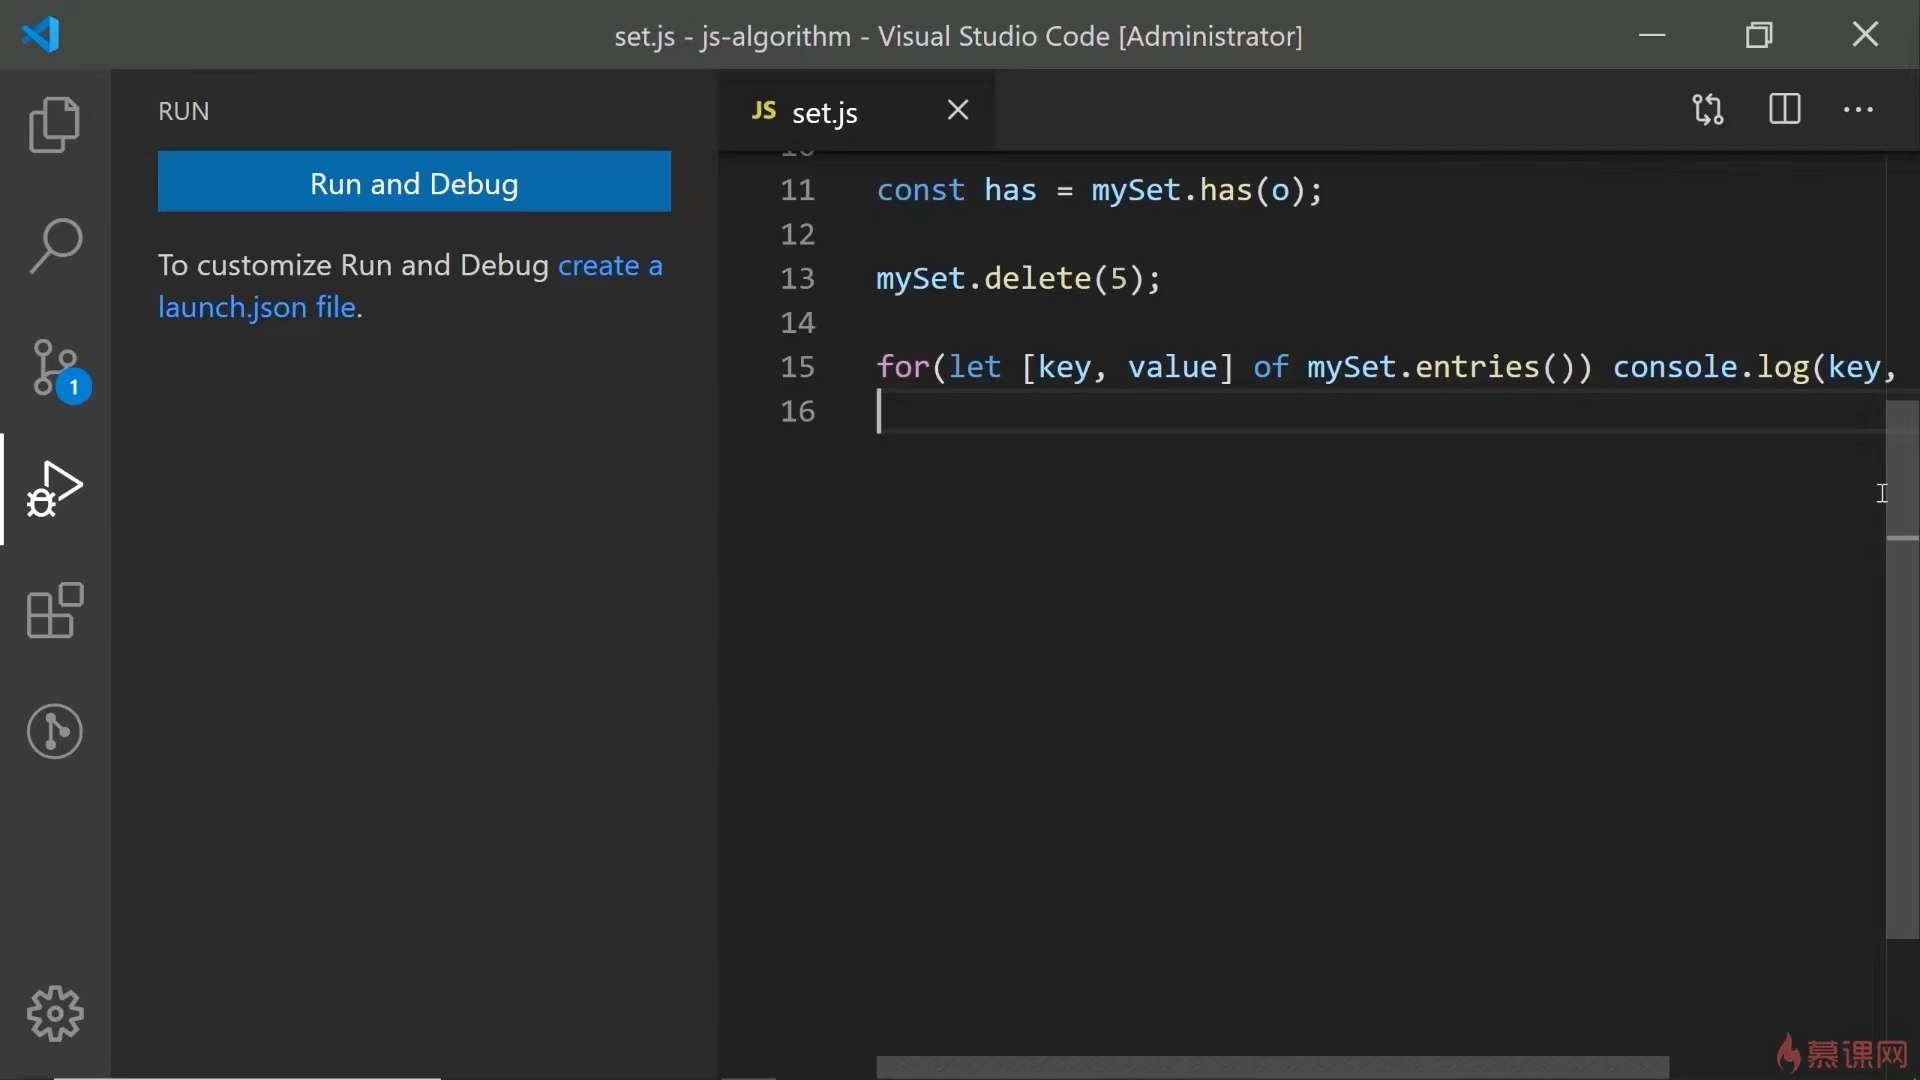 set.js - js-algorithm - Visual Studio Code [Administrator]
RUN
JS set.js
Run and Debug
To customize Run and Debug create a
launch.json file.
1
11 const has = mySet.has(o);
12
13 mySet.delete(5);
14
15 for(let [key, value] of mySet.entries()) console.log(key,
16
慕课网